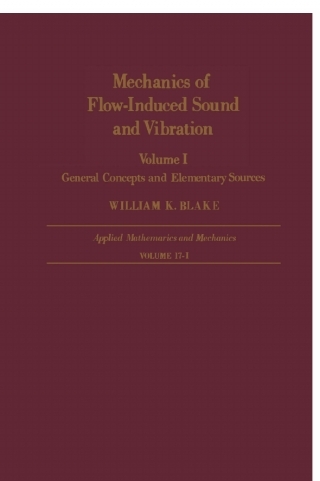 Mechanics of
Flow-Induced Sound
and Vibration
Volume I
General Concepts and Elementary Sources
WILLIAM K. BLAKE
Applied Mathematics and Mechanics
VOLUME 17-I